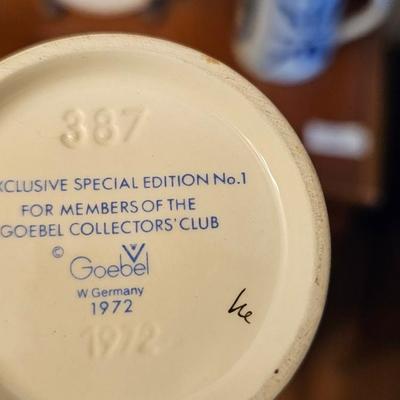 387
XCLUSIVE SPECIAL EDITION No.1
FOR MEMBERS OF THE
GOEBEL COLLECTORS' CLUB
©
Goebel
W Germany
1972
1972